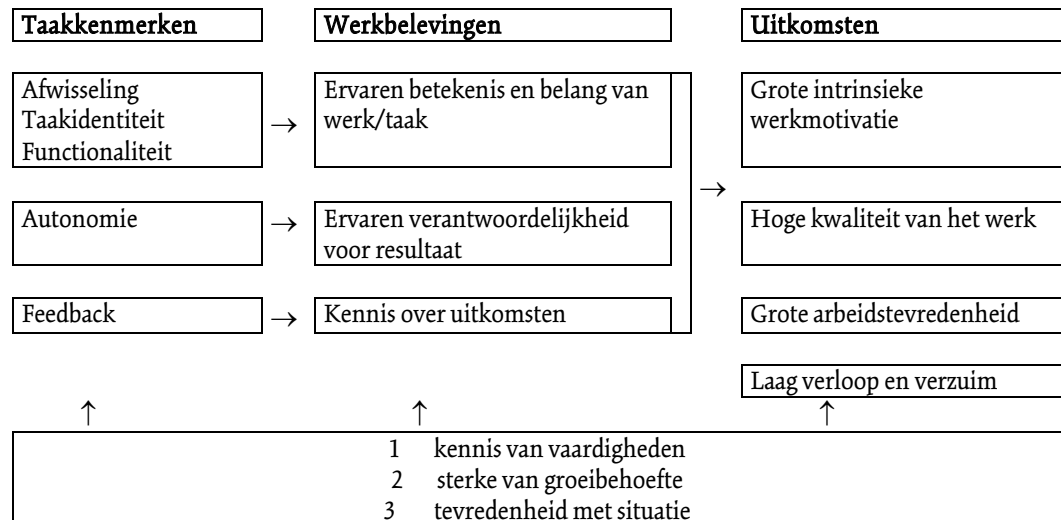 Taakkenmerken
Werkbelevingen
Uitkomsten
Afwisseling
Taakidentiteit
Functionaliteit
→
Ervaren betekenis en belang van
werk/taak
Grote intrinsieke
werkmotivatie
→
Autonomie
→
Ervaren verantwoordelijkheid
voor resultaat
Hoge kwaliteit van het werk
Feedback
→
Kennis over uitkomsten
Grote arbeidstevredenheid
Laag verloop en verzuim
↑ ↑ ↑
1 kennis van vaardigheden
2 sterke van groeibehoefte
3 tevredenheid met situatie